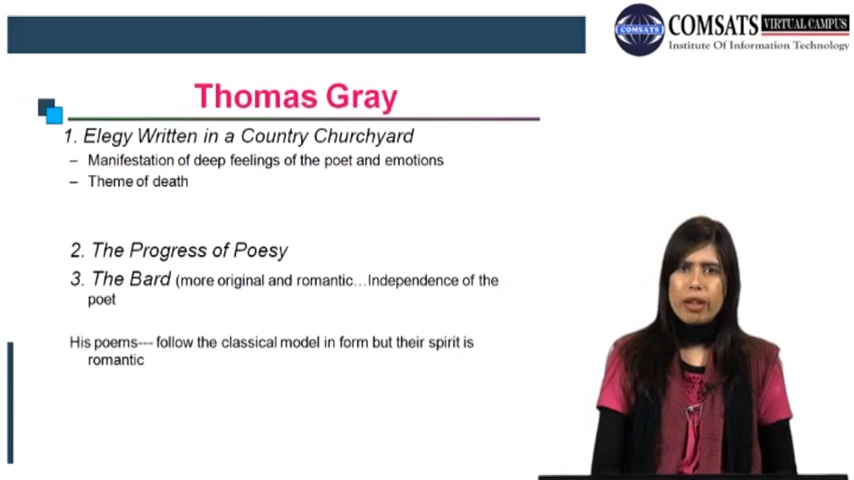 COMSATS
COMSATS VIRTUAL CAMPUS
Institute Of Information Technology
Thomas Gray
1. Elegy Written in a Country Churchyard
– Manifestation of deep feelings of the poet and emotions
– Theme of death
2. The Progress of Poesy
3. The Bard (more original and romantic…Independence of the
poet
His poems--- follow the classical model in form but their spirit is
romantic